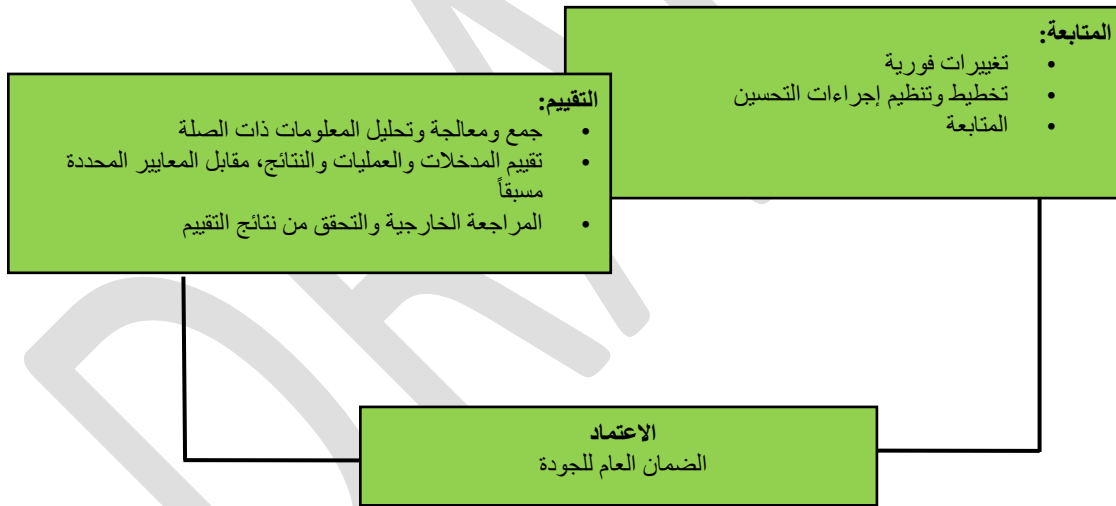 المتابعة:
• تغييرات فورية
• تخطيط وتنظيم إجراءات التحسين
• المتابعة
التقييم:
• جمع ومعالجة وتحليل المعلومات ذات الصلة
• تقييم المدخلات والعمليات والنتائج، مقابل المعايير المحددة
مسبقاً
• المراجعة الخارجية والتحقق من نتائج التقييم
الاعتماد
الضمان العام للجودة